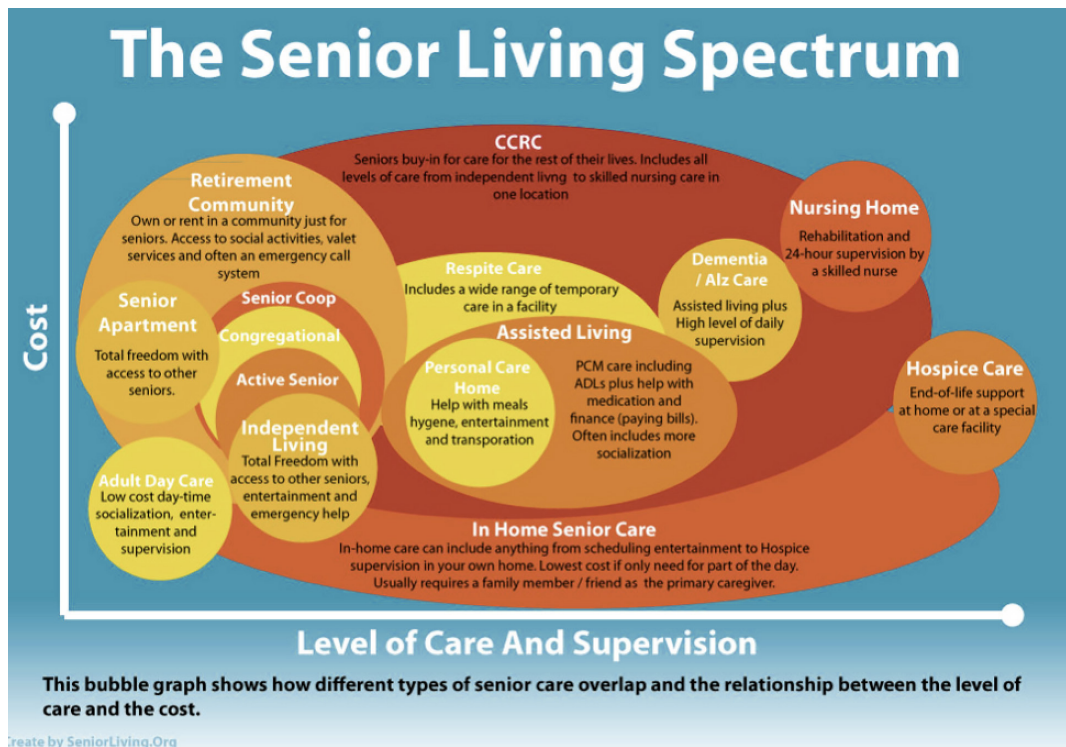 The Senior Living Spectrum
Cost
CCRC
Seniors buy-in for care for the rest of their lives. Includes all
levels of care from independent livng to skilled nursing care in
one location
Retirement
Community
Own or rent in a community just for
seniors. Access to social activities, valet
services and often an emergency call
system
Nursing Home
Rehabilitation and
24-hour supervision by
a skilled nurse
Respite Care
Includes a wide range of temporary
care in a facility
Dementia
/ Alz Care
Assisted living plus
High level of daily
supervision
Senior
Apartment
Total freedom with
access to other
seniors.
Senior Coop
Congregational
Active Senior
Independent
Living
Total Freedom with
access to other seniors,
entertainment and
emergency help
Assisted Living
PCM care including
ADLs plus help with
medication and
finance (paying bills).
Often includes more
socialization
Personal Care
Home
Help with meals
hygene, entertainment
and transporation
Hospice Care
End-of-life support
at home or at a special
care facility
Adult Day Care
Low cost day-time
socialization, enter-
tainment and
supervision
In Home Senior Care
In-home care can include anything from scheduling entertainment to Hospice
supervision in your own home. Lowest cost if only need for part of the day.
Usually requires a family member / friend as the primary caregiver.
Level of Care And Supervision
This bubble graph shows how different types of senior care overlap and the relationship between the level of
care and the cost.
Create by SeniorLiving.Org